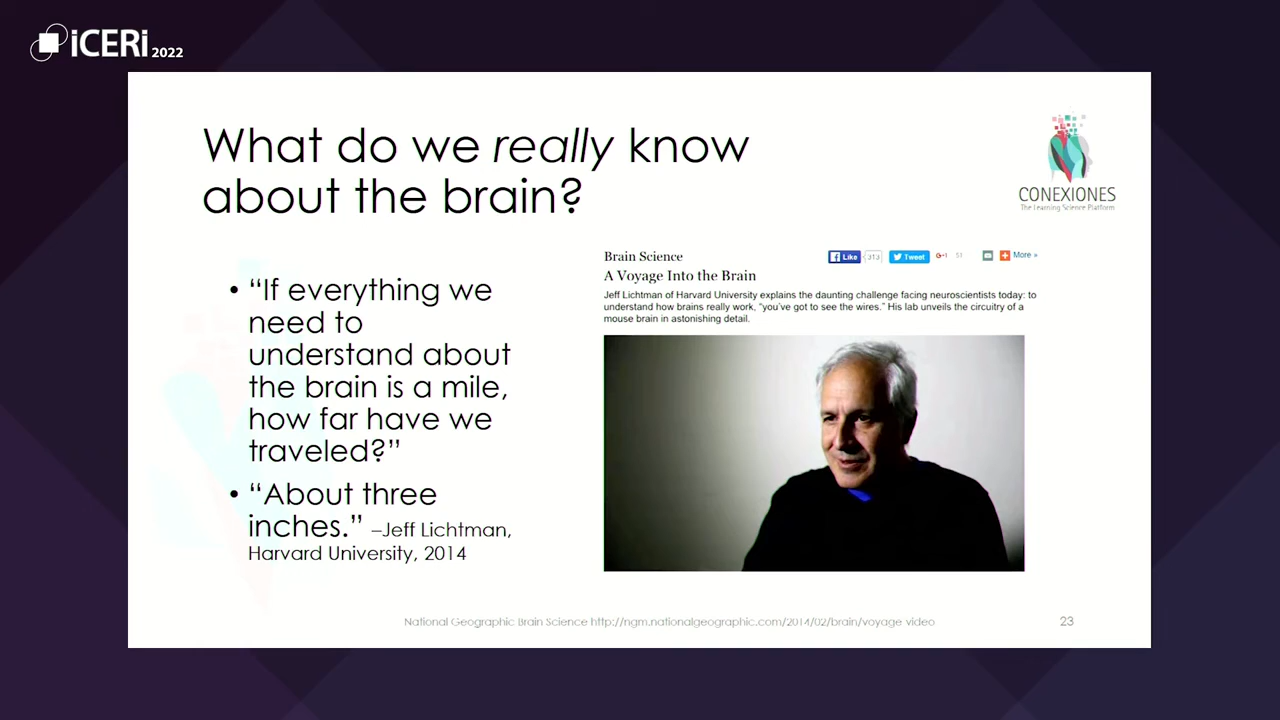 iCERi 2022
What do we really know
about the brain?
CONEXIONES
The Learning Science Platform
• “If everything we
need to
understand about
the brain is a mile,
how far have we
traveled?”
• “About three
inches.” –Jeff Lichtman,
Harvard University, 2014
Brain Science
Like 313 Tweet G+1 51 More »
A Voyage Into the Brain
Jeff Lichtman of Harvard University explains the daunting challenge facing neuroscientists today: to
understand how brains really work, “you’ve got to see the wires.” His lab unveils the circuitry of a
mouse brain in astonishing detail.
National Geographic Brain Science http://ngm.nationalgeographic.com/2014/02/brain/voyage video
23